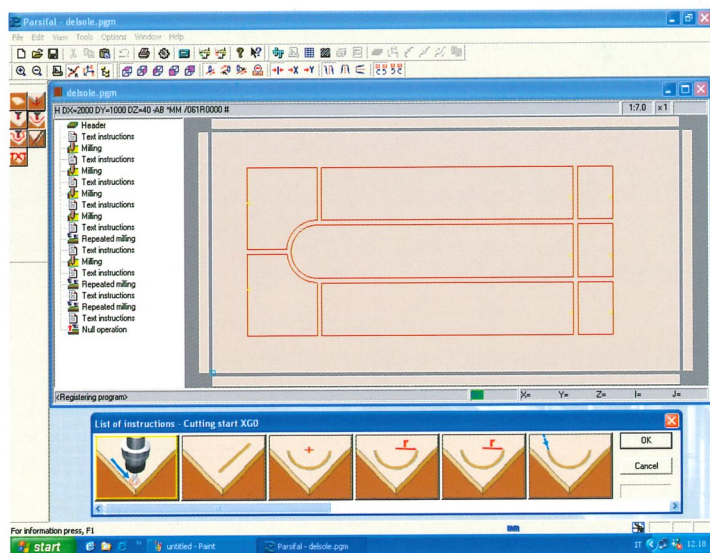 Parsifal - delsole.pgm
File Edit View Tools Options Window Help
delsole.pgm
H DX=2000 DY=1000 DZ=40 -AB *MM /061R0000 #
1:7.0 x1
Header
Text instructions
Milling
Text instructions
Milling
Text instructions
Milling
Text instructions
Milling
Text instructions
Repeated milling
Text instructions
Milling
Text instructions
Repeated milling
Text instructions
Repeated milling
Text instructions
Null operation
<Registering program>
X= Y= Z= I= J=
List of instructions - Cutting start XG0
r
r
OK
Cancel
For information press, F1
mm
start
untitled - Paint
Parsifal - delsole.pgm
IT
12.18